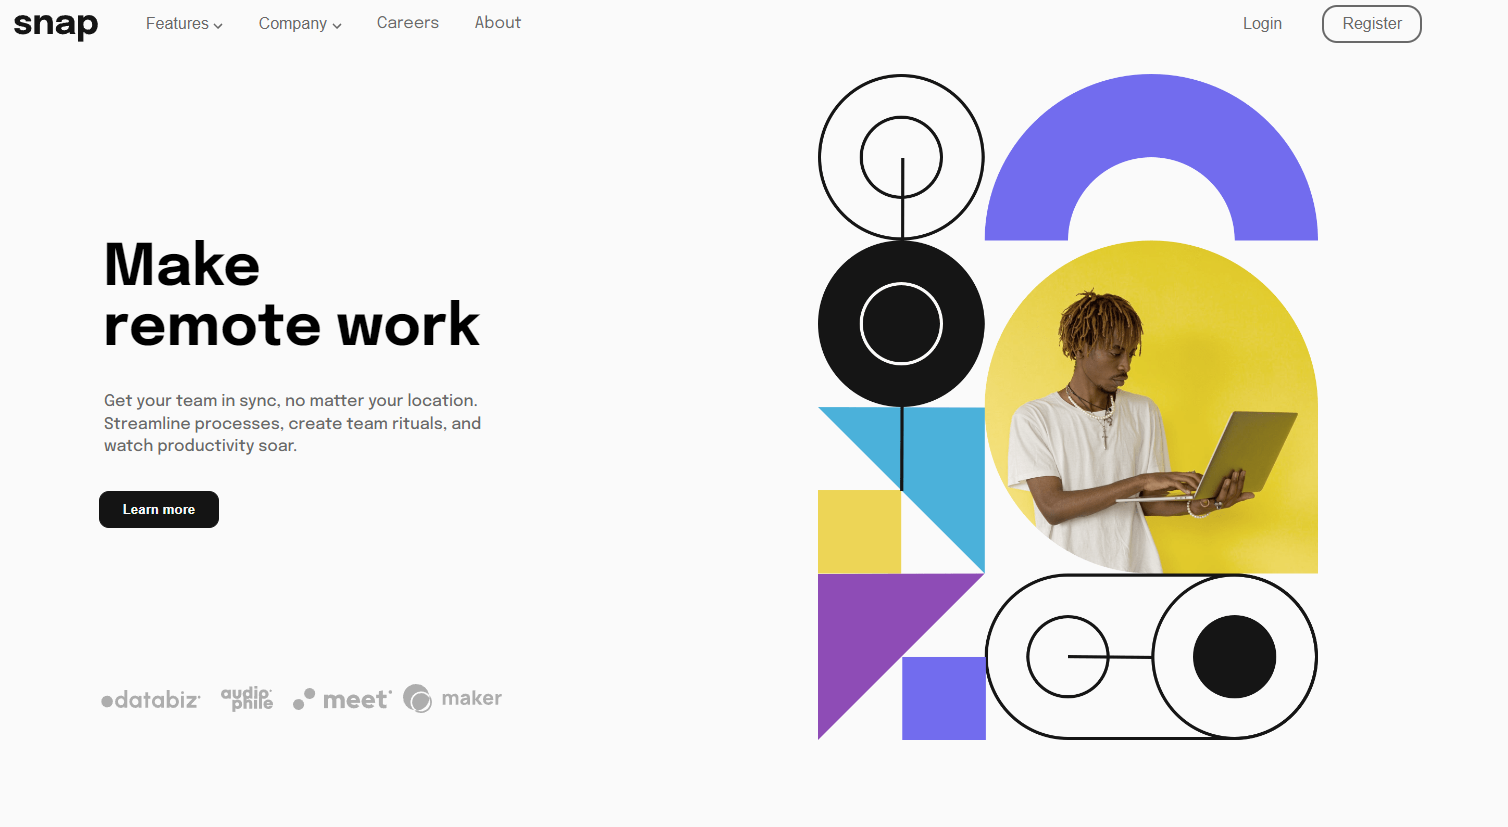 snap
Features
Company
Careers
About
Login
Register
Make
remote work
Get your team in sync, no matter your location.
Streamline processes, create team rituals, and
watch productivity soar.
Learn more
databiz
audiophile
meet
maker